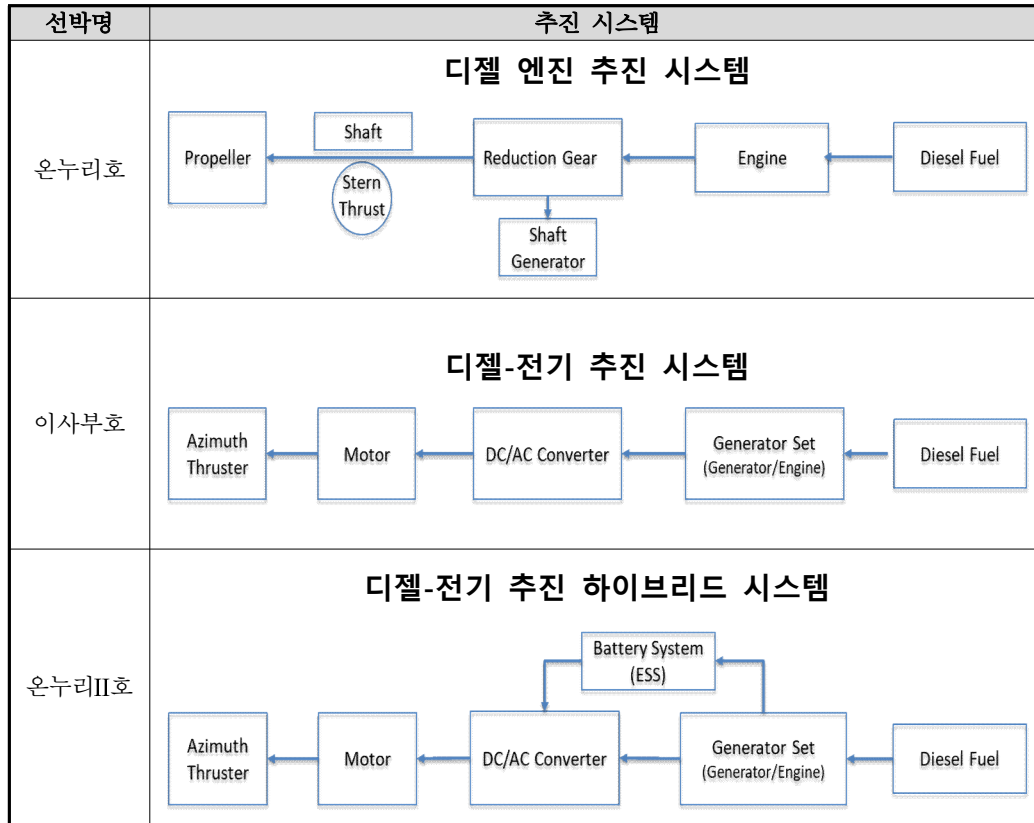 선박명
추진 시스템
온누리호
디젤 엔진 추진 시스템
Propeller
Shaft
Stern
Thrust
Reduction Gear
Shaft
Generator
Engine
Diesel Fuel
이사부호
디젤-전기 추진 시스템
Azimuth
Thruster
Motor
DC/AC Converter
Generator Set
(Generator/Engine)
Diesel Fuel
온누리II호
디젤-전기 추진 하이브리드 시스템
Battery System
(ESS)
Azimuth
Thruster
Motor
DC/AC Converter
Generator Set
(Generator/Engine)
Diesel Fuel